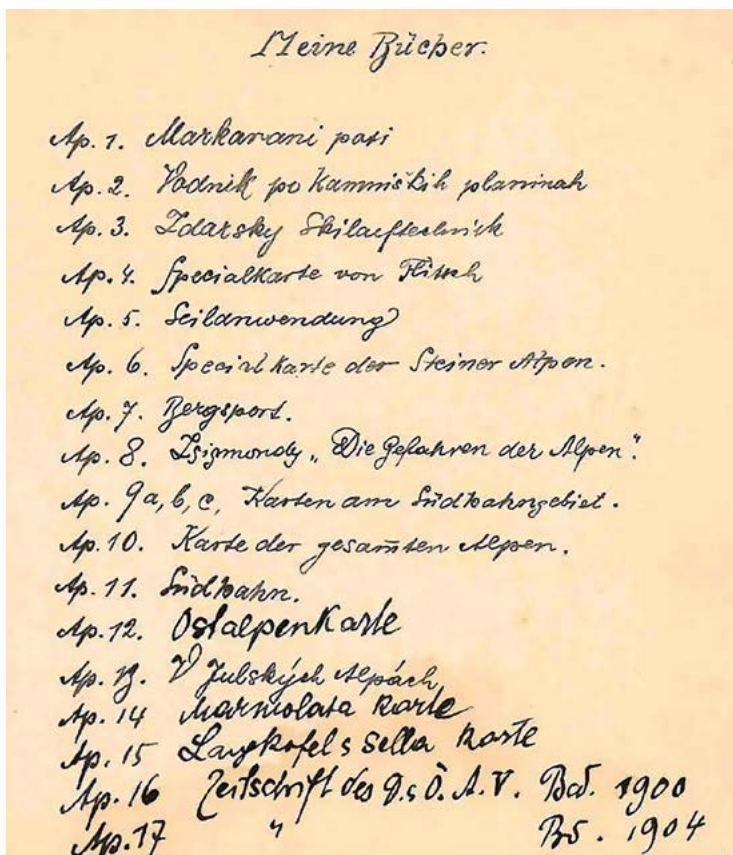 Meine Bücher.
Ap. 1. Markarani poti
Ap. 2. Vodnik po Kamniških planinah
Ap. 3. Zdarsky Skilauftechnik
Ap. 4. Specialkarte von Flitsch
Ap. 5. Seilanwendung
Ap. 6. Special Karte der Steiner Alpen.
Ap. 7. Bergsport.
Ap. 8. Zsigmondy „Die Gefahren der Alpen".
Ap. 9a, b, c, Karten am Südbahngebiet.
Ap. 10. Karte der gesam̅ten Alpen.
Ap. 11. Südbahn.
Ap. 12. Ostalpenkarte
Ap. 13. V Julských Alpách
Ap. 14 Marmolata Karte
Ap. 15 Langkofel s Sella Karte
Ap. 16 Zeitschrift des D. u. Ö. A. V. Bd. 1900
Ap. 17 " Bd. 1904